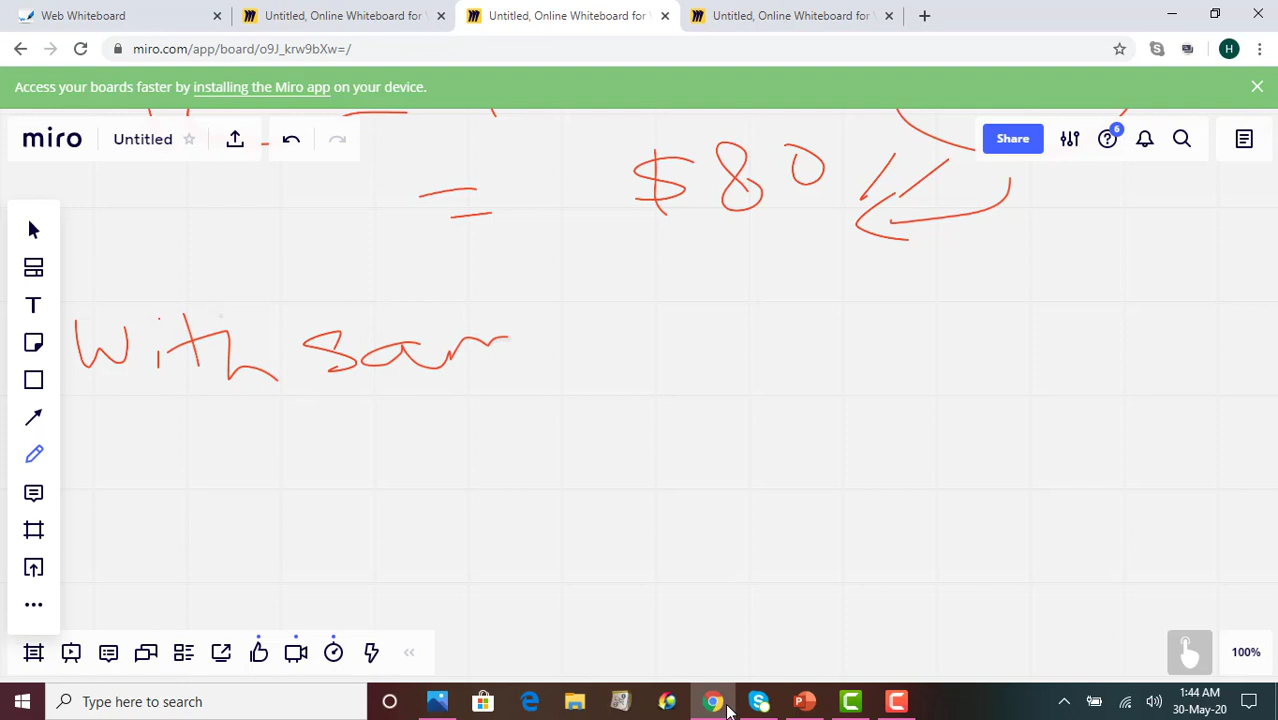 Web Whiteboard
Untitled, Online Whiteboard for
Untitled, Online Whiteboard for
Untitled, Online Whiteboard for
miro.com/app/board/o9J_krw9bXw=/
H
Access your boards faster by installing the Miro app on your device.
miro
Untitled
Share
6
= $80
With sam
T
100%
Type here to search
1:44 AM
30-May-20